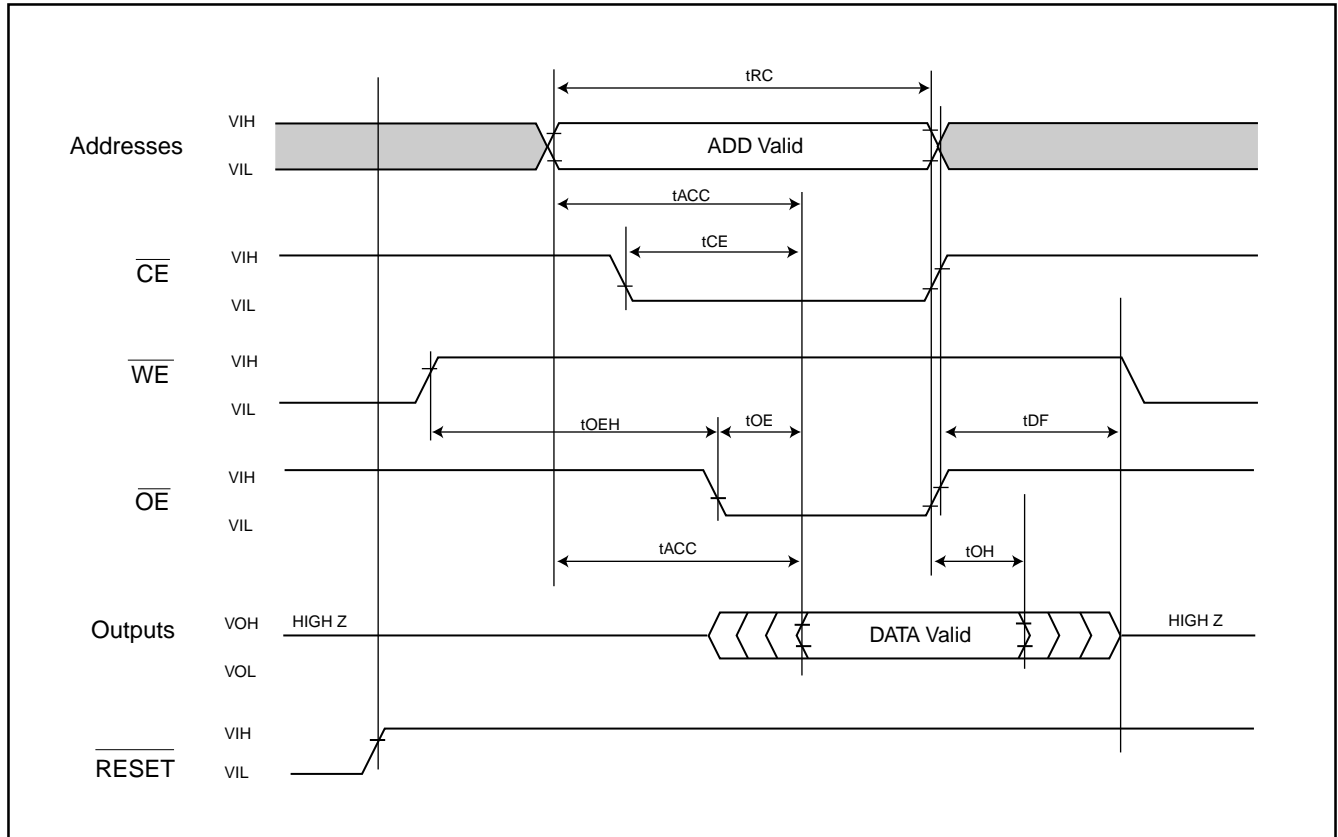 tRC
VIH
Addresses
ADD Valid
VIL
tACC
tCE
VIH
CE
VIL
VIH
WE
VIL
tOEH
tOE
tDF
VIH
OE
VIL
tACC
tOH
VOH
HIGH Z
Outputs
DATA Valid
HIGH Z
VOL
VIH
RESET
VIL